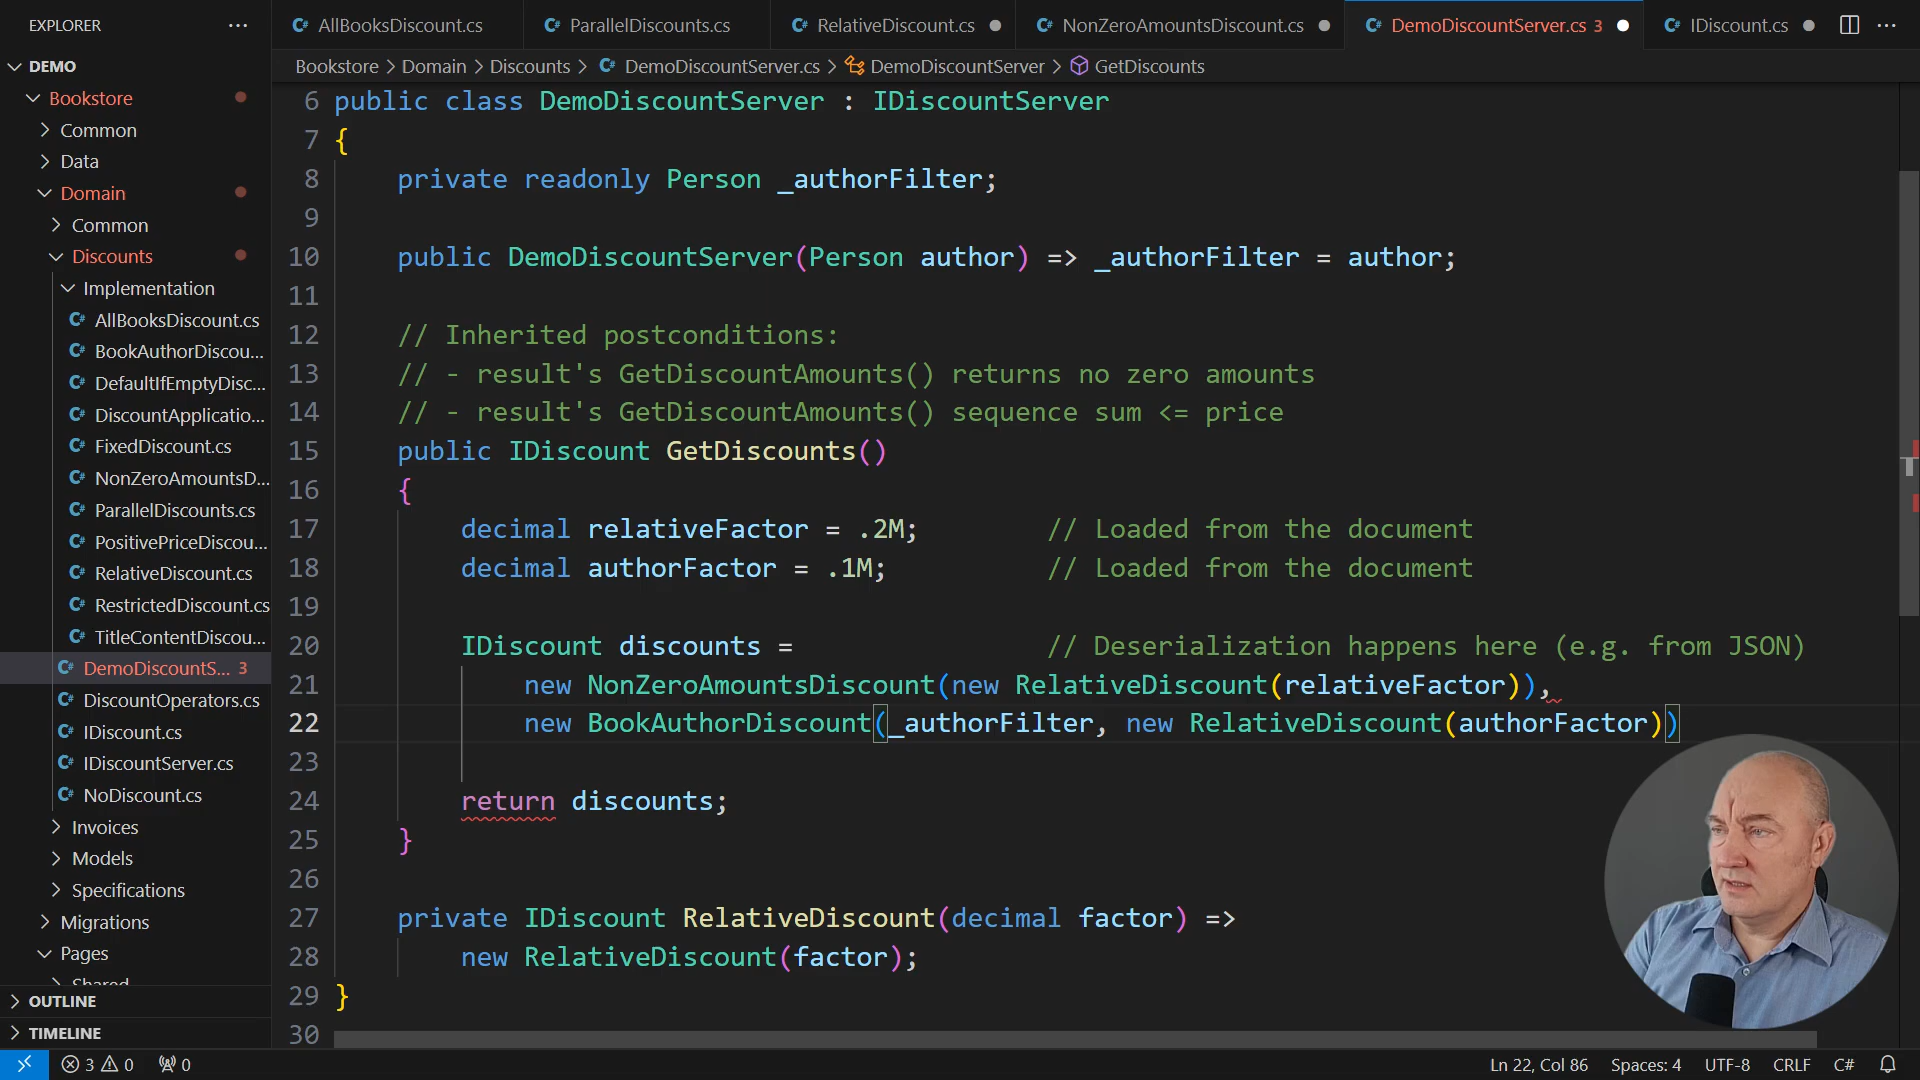 EXPLORER
AllBooksDiscount.cs
ParallelDiscounts.cs
RelativeDiscount.cs
NonZeroAmountsDiscount.cs
DemoDiscountServer.cs 3
IDiscount.cs
DEMO
Bookstore > Domain > Discounts > DemoDiscountServer.cs > DemoDiscountServer > GetDiscounts
Bookstore
Common
Data
Domain
Common
Discounts
Implementation
AllBooksDiscount.cs
BookAuthorDiscou...
DefaultIfEmptyDisc...
DiscountApplicatio...
FixedDiscount.cs
NonZeroAmountsD...
ParallelDiscounts.cs
PositivePriceDiscou...
RelativeDiscount.cs
RestrictedDiscount.cs
TitleContentDiscou...
DemoDiscountS... 3
DiscountOperators.cs
IDiscount.cs
IDiscountServer.cs
NoDiscount.cs
Invoices
Models
Specifications
Migrations
Pages
Shared
OUTLINE
TIMELINE
6 public class DemoDiscountServer : IDiscountServer
7 {
8 private readonly Person _authorFilter;
9
10 public DemoDiscountServer(Person author) => _authorFilter = author;
11
12 // Inherited postconditions:
13 // - result's GetDiscountAmounts() returns no zero amounts
14 // - result's GetDiscountAmounts() sequence sum <= price
15 public IDiscount GetDiscounts()
16 {
17 decimal relativeFactor = .2M; // Loaded from the document
18 decimal authorFactor = .1M; // Loaded from the document
19
20 IDiscount discounts = // Deserialization happens here (e.g. from JSON)
21 new NonZeroAmountsDiscount(new RelativeDiscount(relativeFactor)),
22 new BookAuthorDiscount(_authorFilter, new RelativeDiscount(authorFactor))
23
24 return discounts;
25 }
26
27 private IDiscount RelativeDiscount(decimal factor) =>
28 new RelativeDiscount(factor);
29 }
30
3 0 0
Ln 22, Col 86
Spaces: 4
UTF-8
CRLF
C#